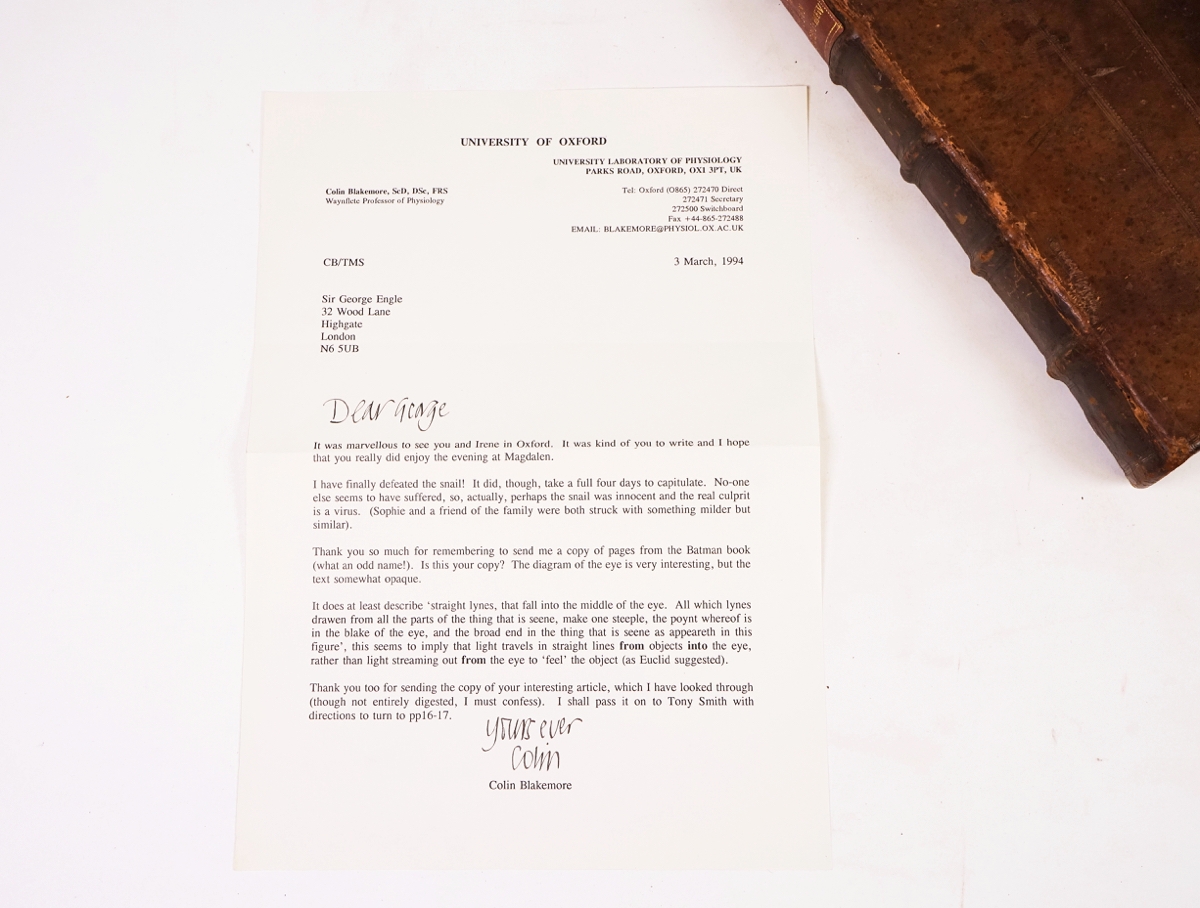 UNIVERSITY OF OXFORD
UNIVERSITY LABORATORY OF PHYSIOLOGY
PARKS ROAD, OXFORD, OX1 3PT, UK
Colin Blakemore, ScD, DSc, FRS
Waynflete Professor of Physiology
Tel: Oxford (0865) 272470 Direct
272471 Secretary
272500 Switchboard
Fax +44-865-272488
EMAIL: BLAKEMORE@PHYSIOL.OX.AC.UK
CB/TMS
3 March, 1994
Sir George Engle
32 Wood Lane
Highgate
London
N6 5UB
Dear George
It was marvellous to see you and Irene in Oxford. It was kind of you to write and I hope
that you really did enjoy the evening at Magdalen.
I have finally defeated the snail! It did, though, take a full four days to capitulate. No-one
else seems to have suffered, so, actually, perhaps the snail was innocent and the real culprit
is a virus. (Sophie and a friend of the family were both struck with something milder but
similar).
Thank you so much for remembering to send me a copy of pages from the Batman book
(what an odd name!). Is this your copy? The diagram of the eye is very interesting, but the
text somewhat opaque.
It does at least describe 'straight lynes, that fall into the middle of the eye. All which lynes
drawen from all the parts of the thing that is seene, make one steeple, the poynt whereof is
in the blake of the eye, and the broad end in the thing that is seene as appeareth in this
figure', this seems to imply that light travels in straight lines from objects into the eye,
rather than light streaming out from the eye to 'feel' the object (as Euclid suggested).
Thank you too for sending the copy of your interesting article, which I have looked through
(though not entirely digested, I must confess). I shall pass it on to Tony Smith with
directions to turn to pp16-17.
Yours ever
Colin
Colin Blakemore